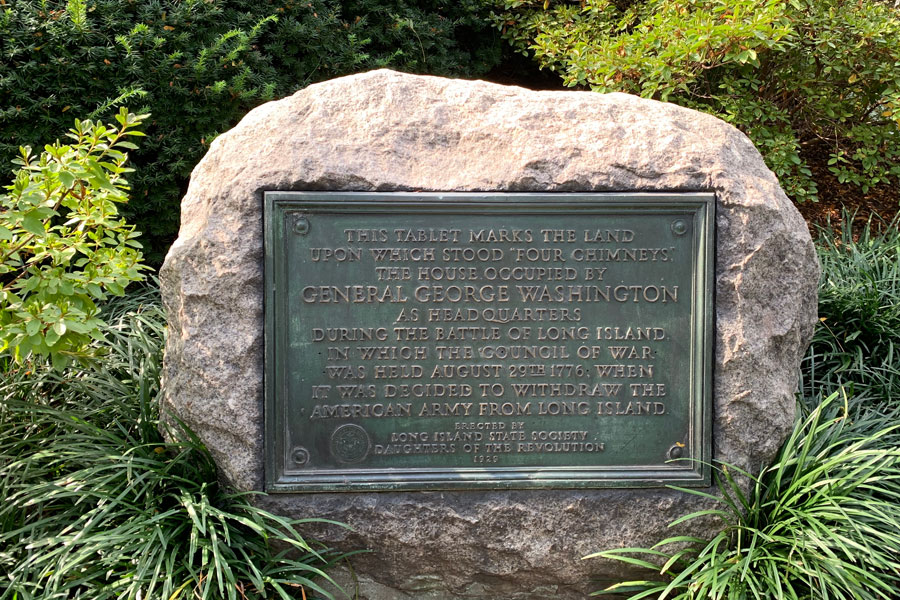 THIS TABLET MARKS THE LAND
UPON WHICH STOOD "FOUR CHIMNEYS,"
THE HOUSE OCCUPIED BY
GENERAL GEORGE WASHINGTON
AS HEADQUARTERS
DURING THE BATTLE OF LONG ISLAND,
IN WHICH THE COUNCIL OF WAR
WAS HELD AUGUST 29TH 1776, WHEN
IT WAS DECIDED TO WITHDRAW THE
AMERICAN ARMY FROM LONG ISLAND.
ERECTED BY
LONG ISLAND STATE SOCIETY
DAUGHTERS OF THE REVOLUTION
1929